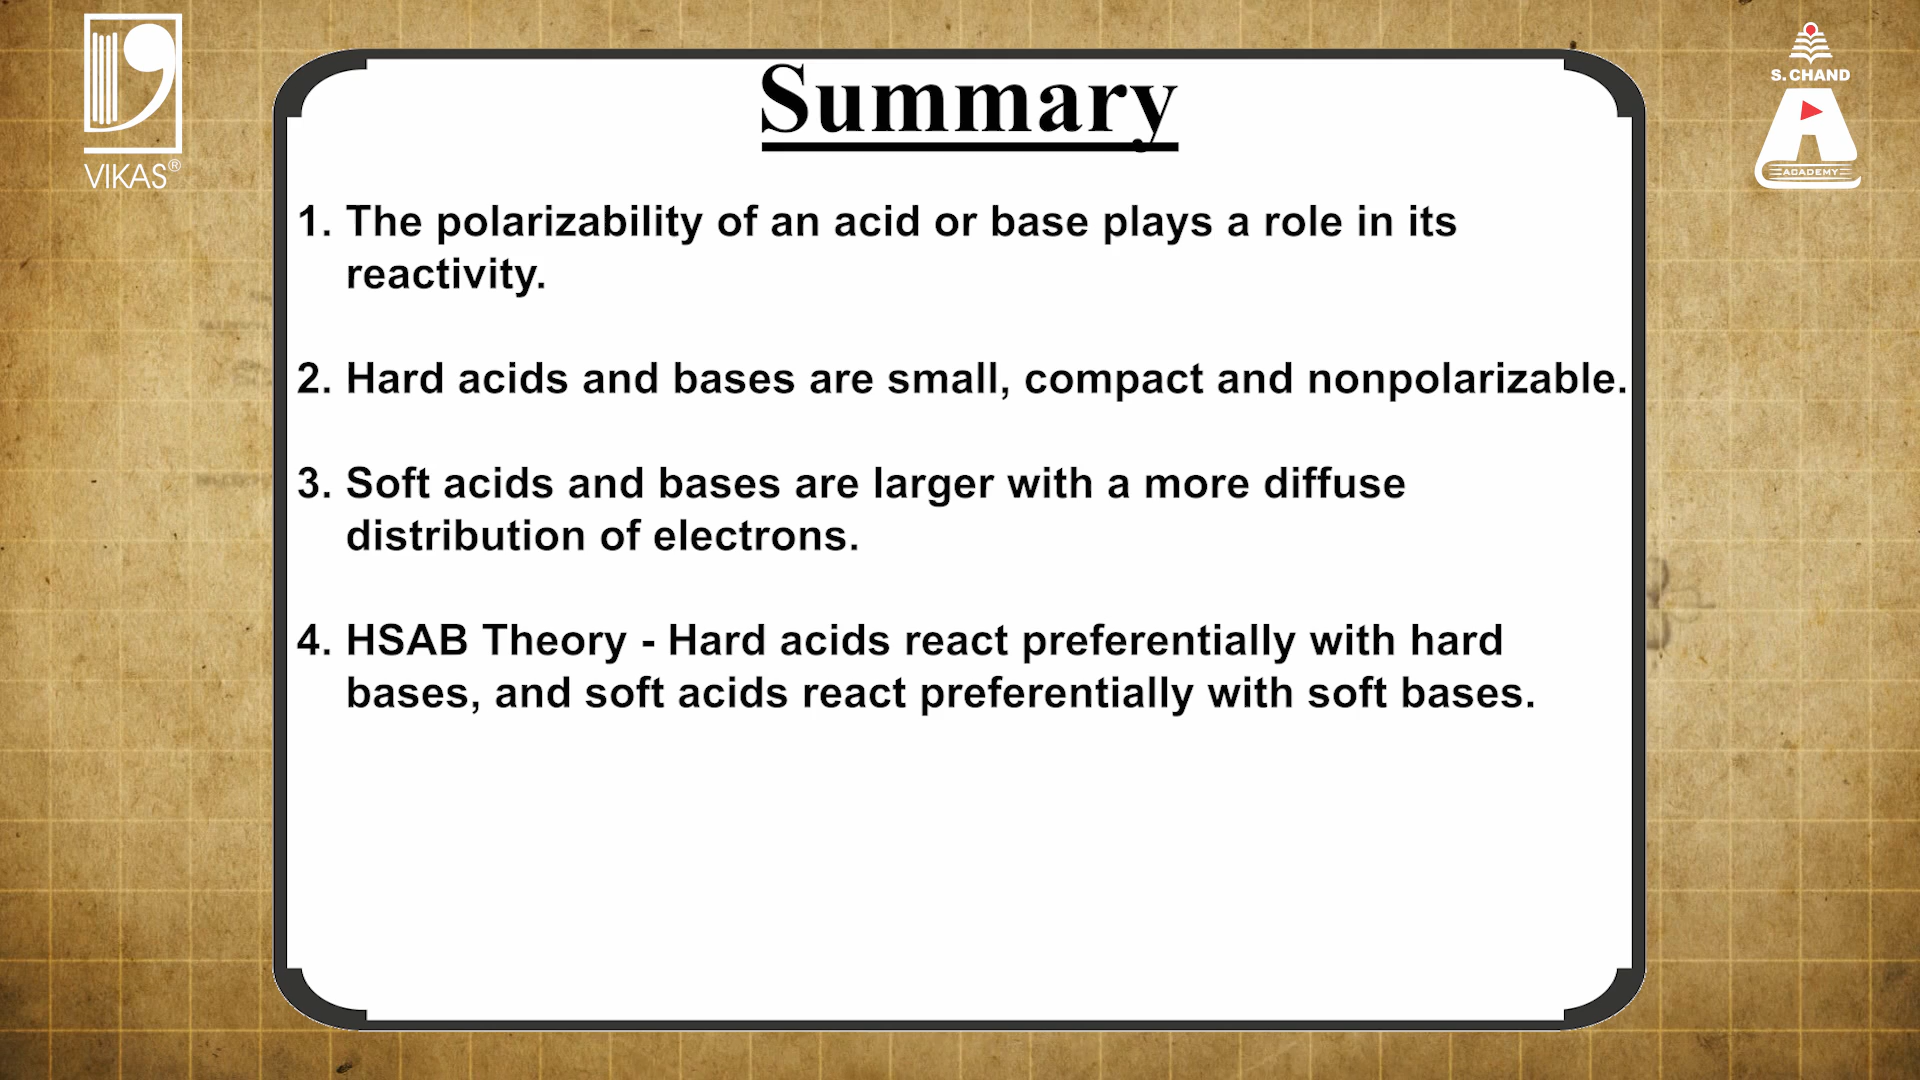 VIKAS®
S. CHAND
ACADEMY
Summary
1. The polarizability of an acid or base plays a role in its
reactivity.
2. Hard acids and bases are small, compact and nonpolarizable.
3. Soft acids and bases are larger with a more diffuse
distribution of electrons.
4. HSAB Theory - Hard acids react preferentially with hard
bases, and soft acids react preferentially with soft bases.